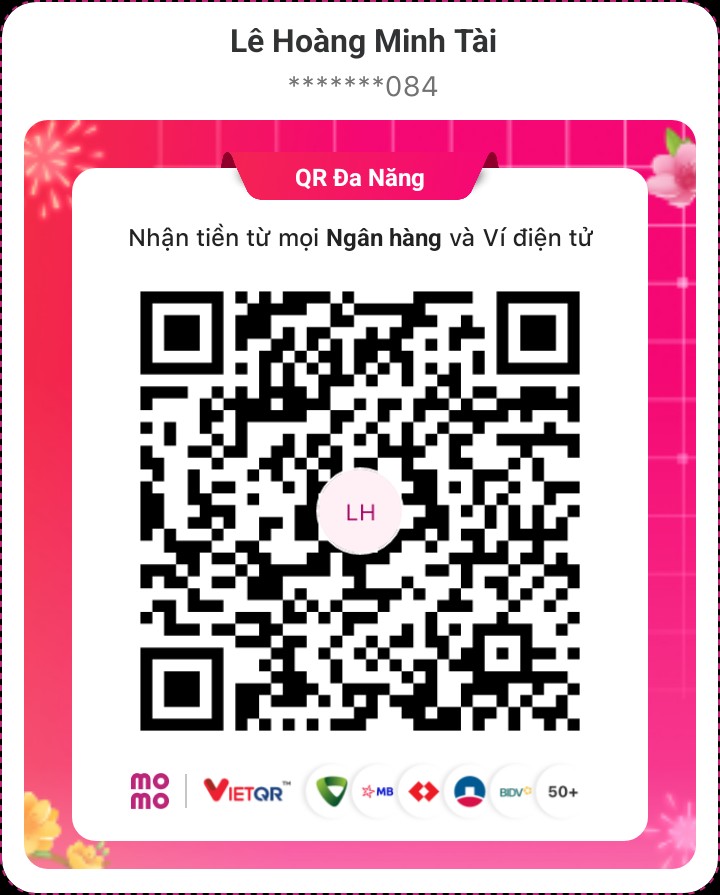 Lê Hoàng Minh Tài
*******084
QR Đa Năng
Nhận tiền từ mọi Ngân hàng và Ví điện tử
LH
mo
mo
VIETQR™
MB
BIDV
50+